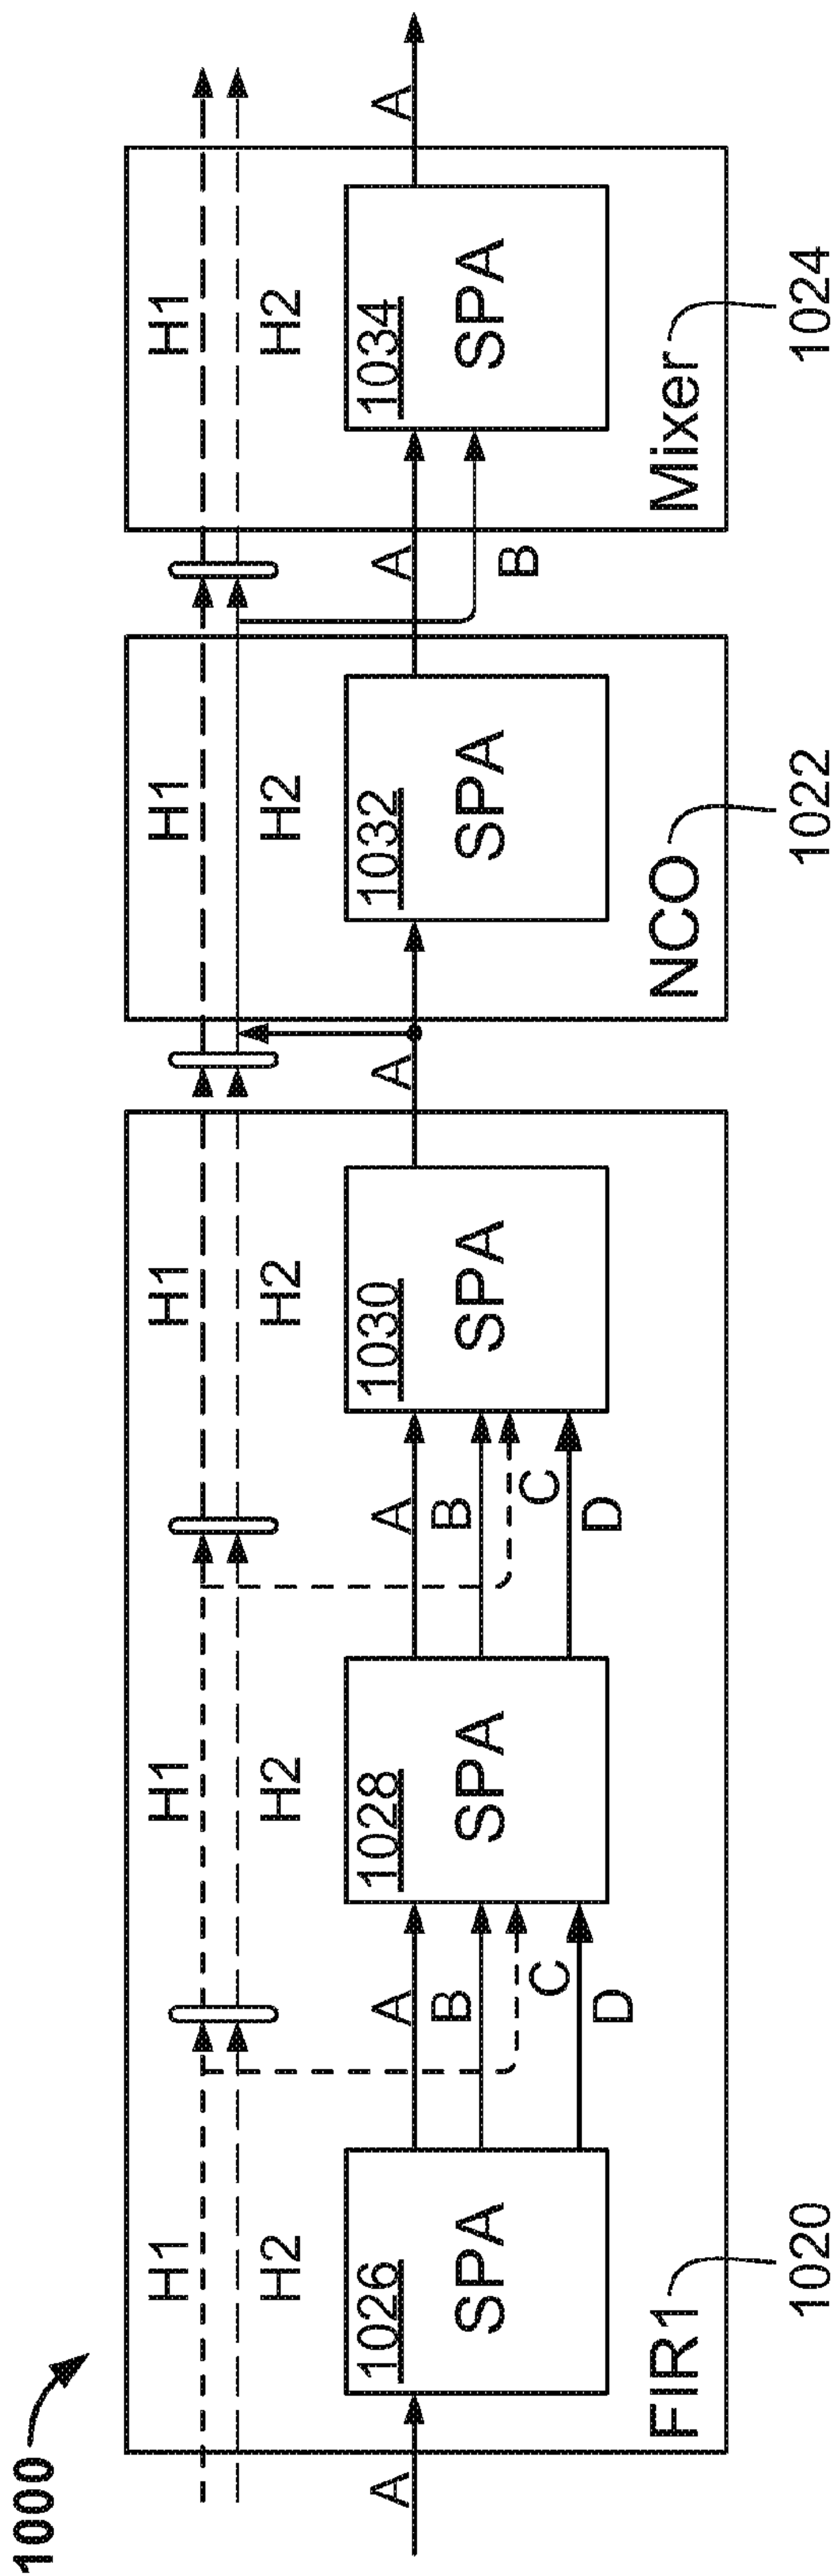 1000
H1
H1
H1
H1
H1
H2
H2
H2
H2
H2
A
1026
SPA
A
B
C
D
1028
SPA
A
B
C
D
1030
SPA
A
1032
SPA
A
B
1034
SPA
A
FIR1
NCO
Mixer
1020
1022
1024